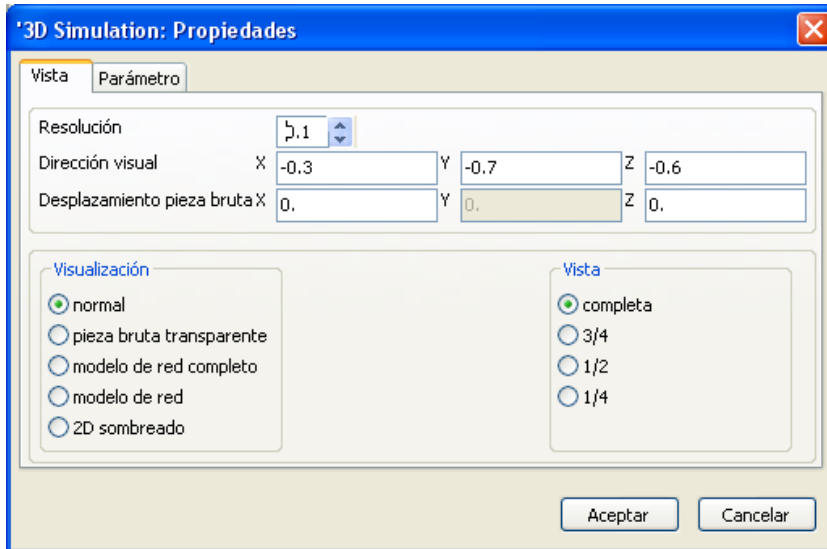 '3D Simulation: Propiedades
Vista Parámetro
Resolución .1
Dirección visual X -0.3 Y -0.7 Z -0.6
Desplazamiento pieza bruta X 0. Y 0. Z 0.
Visualización
normal
pieza bruta transparente
modelo de red completo
modelo de red
2D sombreado
Vista
completa
3/4
1/2
1/4
Aceptar Cancelar